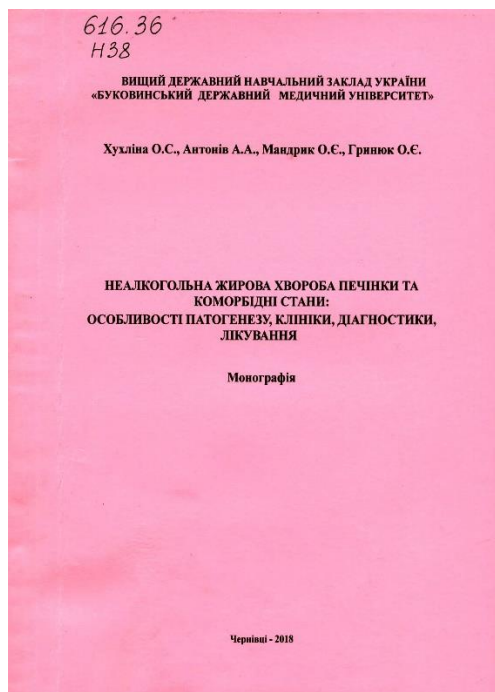 616.36
Н38
ВИЩИЙ ДЕРЖАВНИЙ НАВЧАЛЬНИЙ ЗАКЛАД УКРАЇНИ
«БУКОВИНСЬКИЙ ДЕРЖАВНИЙ МЕДИЧНИЙ УНІВЕРСИТЕТ»
Хухліна О.С., Антонів А.А., Мандрик О.Є., Гринюк О.Є.
НЕАЛКОГОЛЬНА ЖИРОВА ХВОРОБА ПЕЧІНКИ ТА
КОМОРБІДНІ СТАНИ:
ОСОБЛИВОСТІ ПАТОГЕНЕЗУ, КЛІНІКИ, ДІАГНОСТИКИ,
ЛІКУВАННЯ
Монографія
Чернівці - 2018